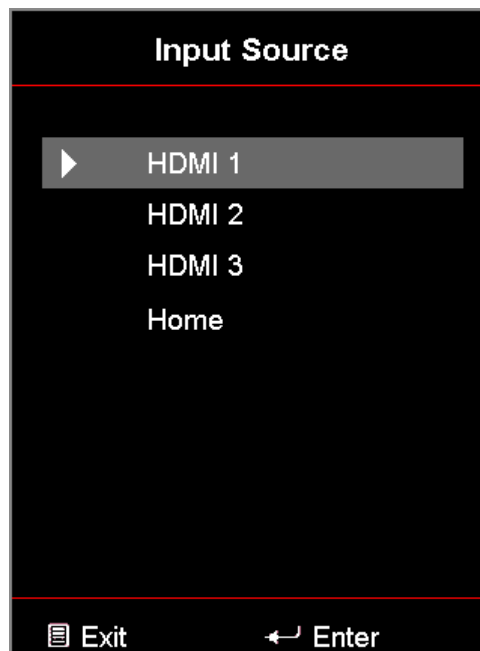 Input Source
HDMI 1
HDMI 2
HDMI 3
Home
Exit Enter